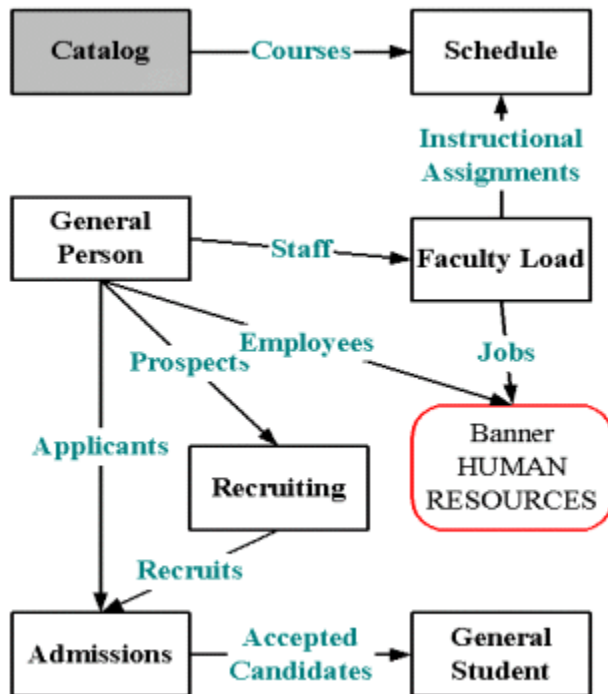 Catalog
Courses
Schedule
Instructional
Assignments
General
Person
Staff
Faculty Load
Employees
Prospects
Jobs
Applicants
Banner
HUMAN
RESOURCES
Recruiting
Recruits
Admissions
Accepted
Candidates
General
Student